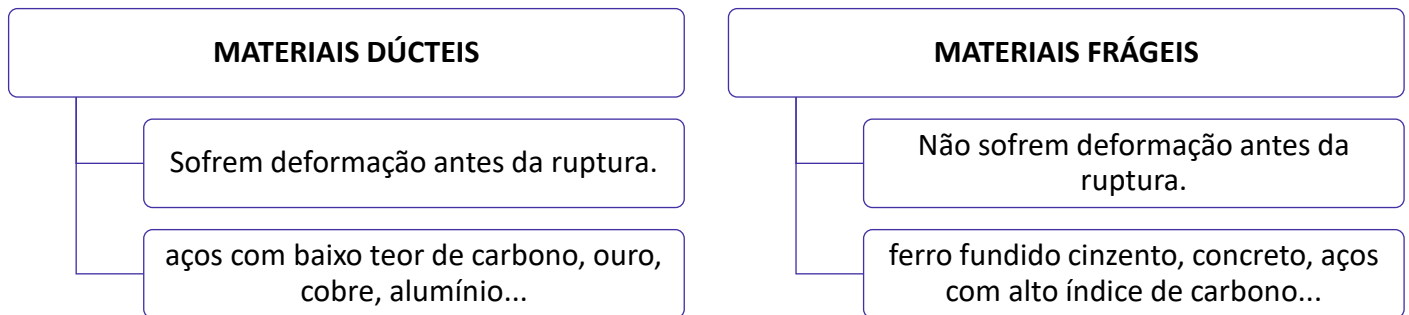 MATERIAIS DÚCTEIS
Sofrem deformação antes da ruptura.
aços com baixo teor de carbono, ouro,
cobre, alumínio...
MATERIAIS FRÁGEIS
Não sofrem deformação antes da
ruptura.
ferro fundido cinzento, concreto, aços
com alto índice de carbono...